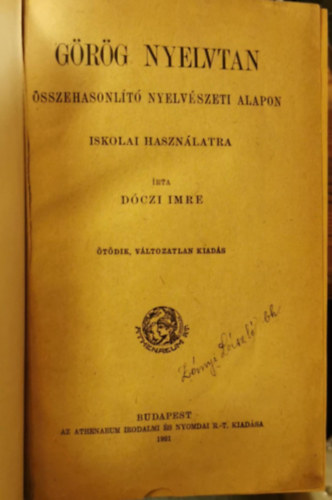 GÖRÖG NYELVTAN
ÖSSZEHASONLÍTÓ NYELVÉSZETI ALAPON
ISKOLAI HASZNÁLATRA
ÍRTA
DÓCZI IMRE
ÖTÖDIK, VÁLTOZATLAN KIADÁS
ATHENAEUM RT.
BUDAPEST
AZ ATHENAEUM IRODALMI ÉS NYOMDAI R.-T. KIADÁSA